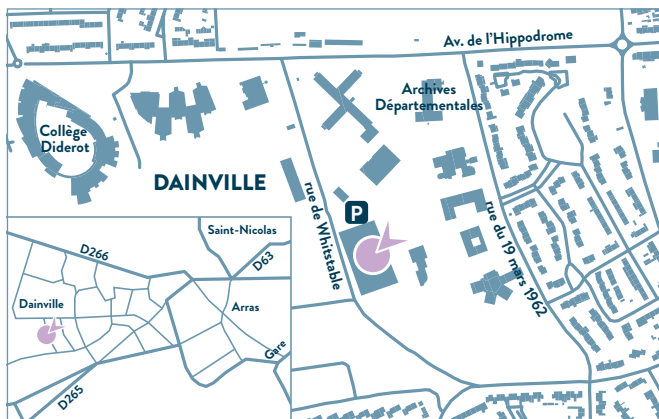 Av. de l'Hippodrome
Archives
Départementales
Collège
Diderot
DAINVILLE
P
rue de Whitstable
rue du 19 mars 1962
Saint-Nicolas
D266
D63
Dainville
Arras
Gare
D265